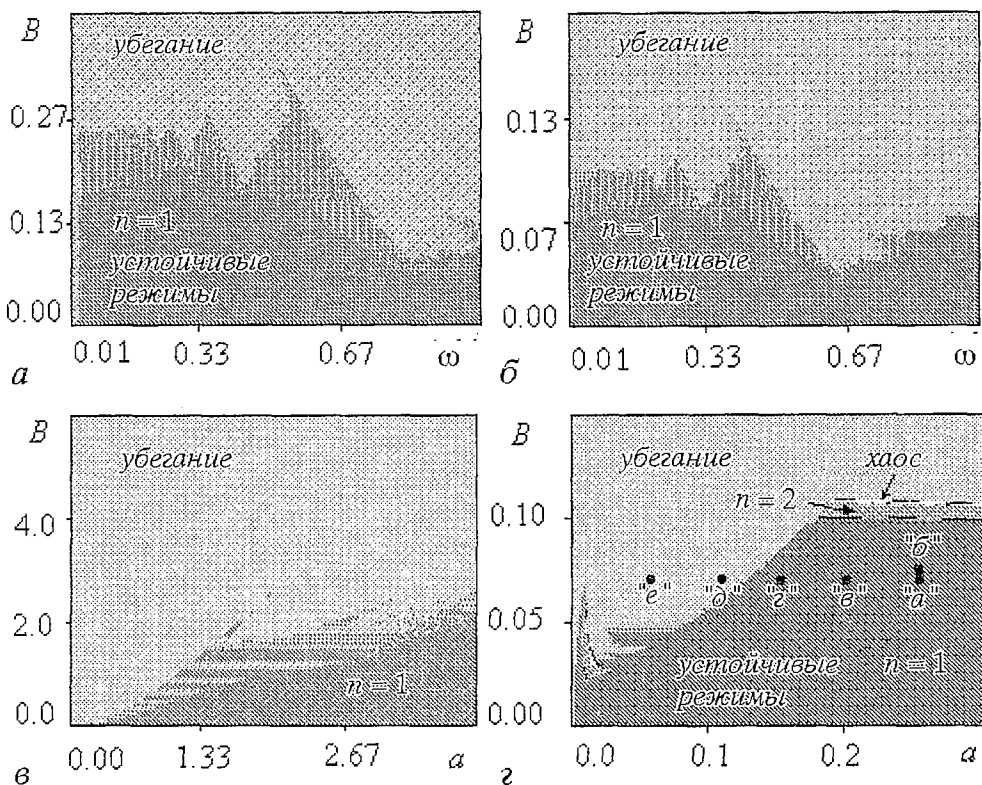 B
убегание
0.27
0.13
n = 1
устойчивые
режимы
0.00
0.01 0.33 0.67 ω
а
B
убегание
0.13
0.07
n = 1
устойчивые
режимы
0.00
0.01 0.33 0.67 ω
б
B
убегание
4.0
2.0
n = 1
0.0
0.00 1.33 2.67 a
в
B
убегание
хаос
n = 2
0.10
"б"
"е" "д" "г" "в" "а"
0.05
устойчивые n = 1
режимы
0.00
0.0 0.1 0.2 a
г